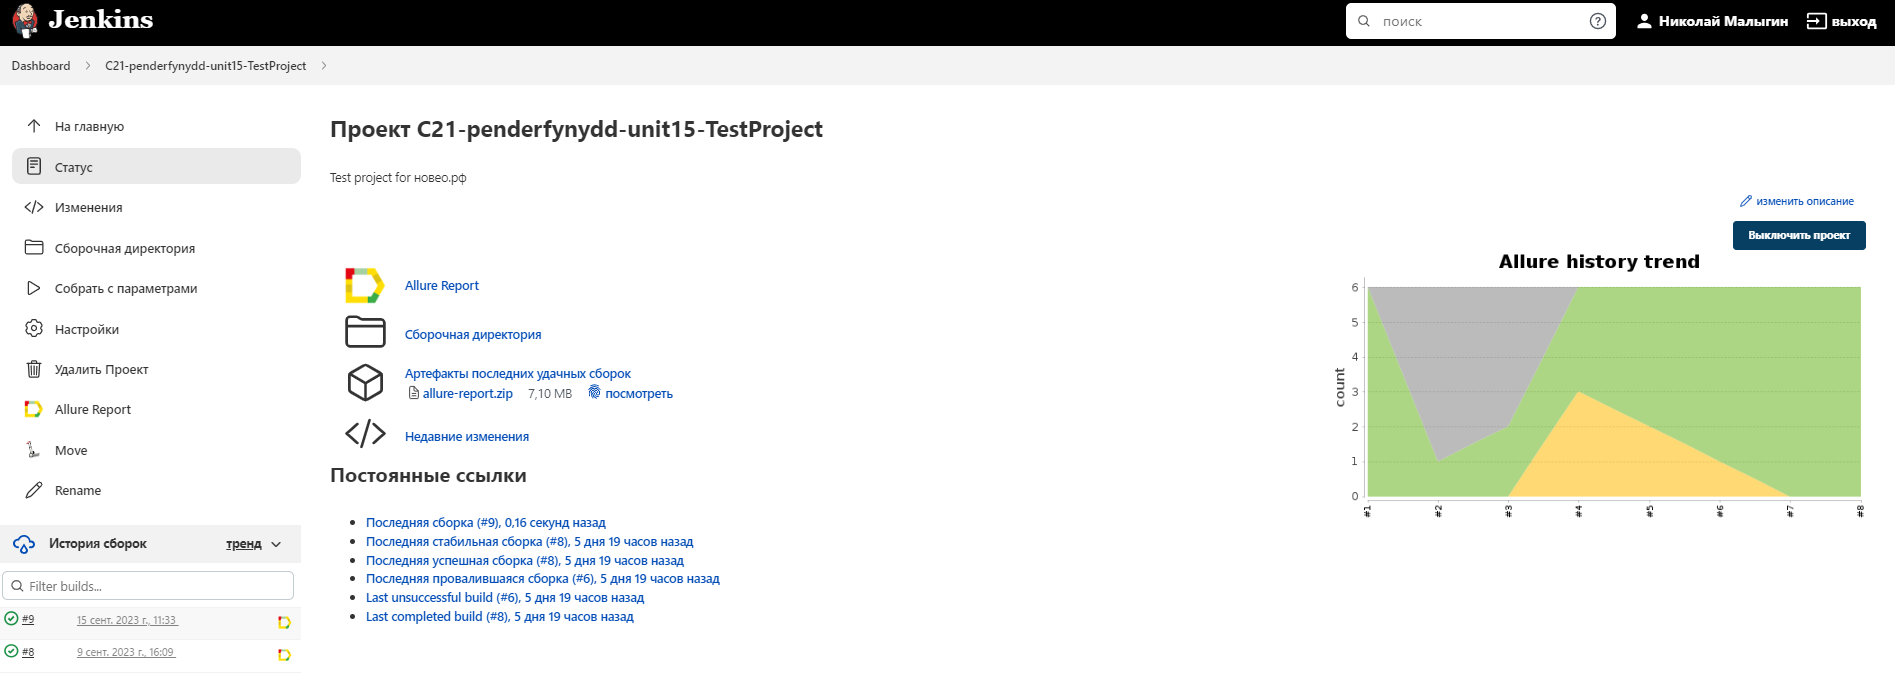 Jenkins
поиск
Николай Малыгин
выход
Dashboard
C21-penderfynydd-unit15-TestProject
На главную
Статус
Изменения
Сборочная директория
Собрать с параметрами
Настройки
Удалить Проект
Allure Report
Move
Rename
История сборок
тренд
Filter builds...
#9
15 сент. 2023 г., 11:33
#8
9 сент. 2023 г., 16:09
Проект C21-penderfynydd-unit15-TestProject
Test project for новео.рф
изменить описание
Выключить проект
Allure Report
Сборочная директория
Артефакты последних удачных сборок
allure-report.zip 7,10 MB посмотреть
Недавние изменения
Постоянные ссылки
Последняя сборка (#9), 0,16 секунд назад
Последняя стабильная сборка (#8), 5 дня 19 часов назад
Последняя успешная сборка (#8), 5 дня 19 часов назад
Последняя провалившаяся сборка (#6), 5 дня 19 часов назад
Last unsuccessful build (#6), 5 дня 19 часов назад
Last completed build (#8), 5 дня 19 часов назад
Allure history trend
count
6
5
4
3
2
1
0
#1 #2 #3 #4 #5 #6 #7 #8